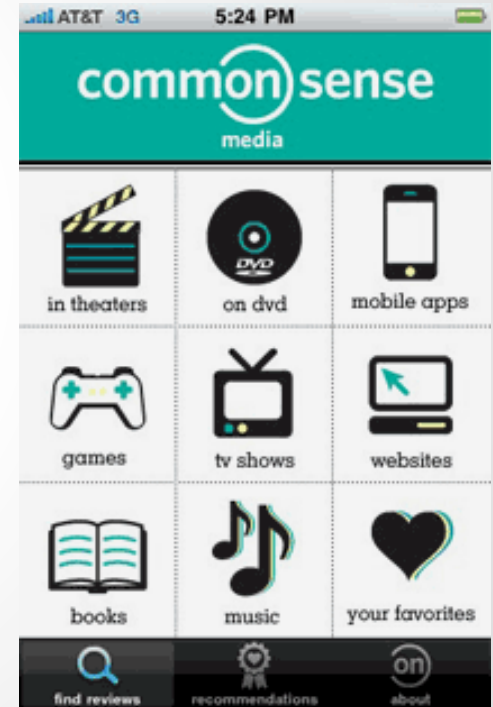 AT&T 3G 5:24 PM
common sense
media
in theaters on dvd mobile apps
DVD
games tv shows websites
books music your favorites
on
find reviews recommendations about